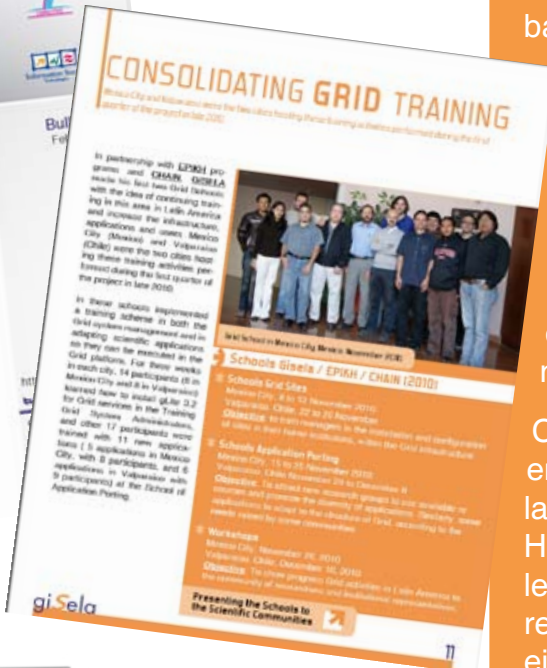 ba
Bul
Fe
CONSOLIDATING GRID TRAINING
Mexico City and Valparaiso were the two cities hosting these training activities performed during the first
quarter of the project in late 2010.
In partnership with EPIKH pro-
grams and CHAIN, GISELA
made his first two Grid Schools
with the idea of continuing train-
ing in this area in Latin America
and increase the infrastructure,
applications and users. Mexico
City (Mexico) and Valparaiso
(Chile) were the two cities host-
ing these training activities per-
formed during the first quarter of
the project in late 2010.
In these schools implemented
a training scheme in both the
Grid system management and in
adapting scientific applications
so they can be executed in the
Grid platform. For three weeks
in each city, 14 participants (6 in
Mexico City and 8 in Valparaiso)
learned how to install gLite 3.2
for Grid services in the Training
Grid System Administrators,
and other 17 participants were
trained with 11 new applica-
tions ( 5 applications in Mexico
City, with 8 participants, and 6
applications in Valparaiso with
9 participants) at the School of
Application Porting.
Grid School in Mexico City, Mexico. November 2010.
Schools Gisela / EPIKH / CHAIN (2010)
Schools Grid Sites
Mexico City, 8 to 12 November 2010
Valparaiso, Chile, 22 to 26 November
Objective: to train managers in the installation and configuration
of sites in their home institutions, within the Grid infrastructure
Schools Application Porting
Mexico City, 15 to 25 November 2010
Valparaiso, Chile November 29 to December 9
Objective: To attract new research groups to use available
sources and promote the diversity of applications. Similarly, some
applications to adapt to the structure of Grid, according to the
needs raised by some communities
Workshops
Mexico City, November 26, 2010
Valparaiso, Chile, December 10, 2010
Objective: To show progress Grid activities in Latin America to
the community of researchers and institutional representatives.
Presenting the Schools to
the Scientific Communities
giSela
11
C
la
H
le
re